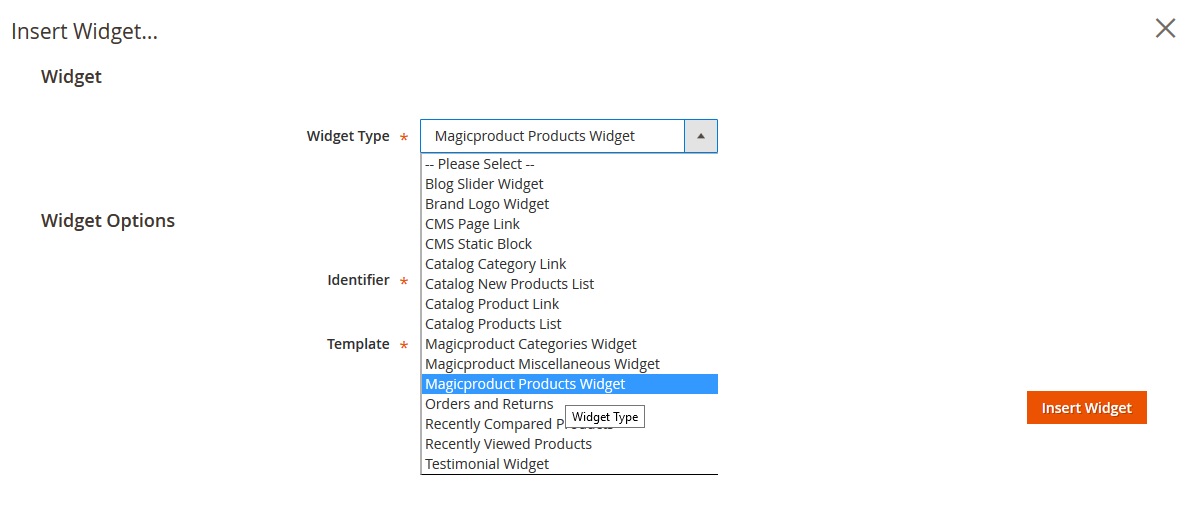 Insert Widget...
Widget
Widget Type * Magicproduct Products Widget
-- Please Select --
Blog Slider Widget
Brand Logo Widget
CMS Page Link
Widget Options
CMS Static Block
Catalog Category Link
Identifier *
Catalog New Products List
Catalog Product Link
Catalog Products List
Template *
Magicproduct Categories Widget
Magicproduct Miscellaneous Widget
Magicproduct Products Widget
Orders and Returns
Insert Widget
Widget Type
Recently Compared
Recently Viewed Products
Testimonial Widget